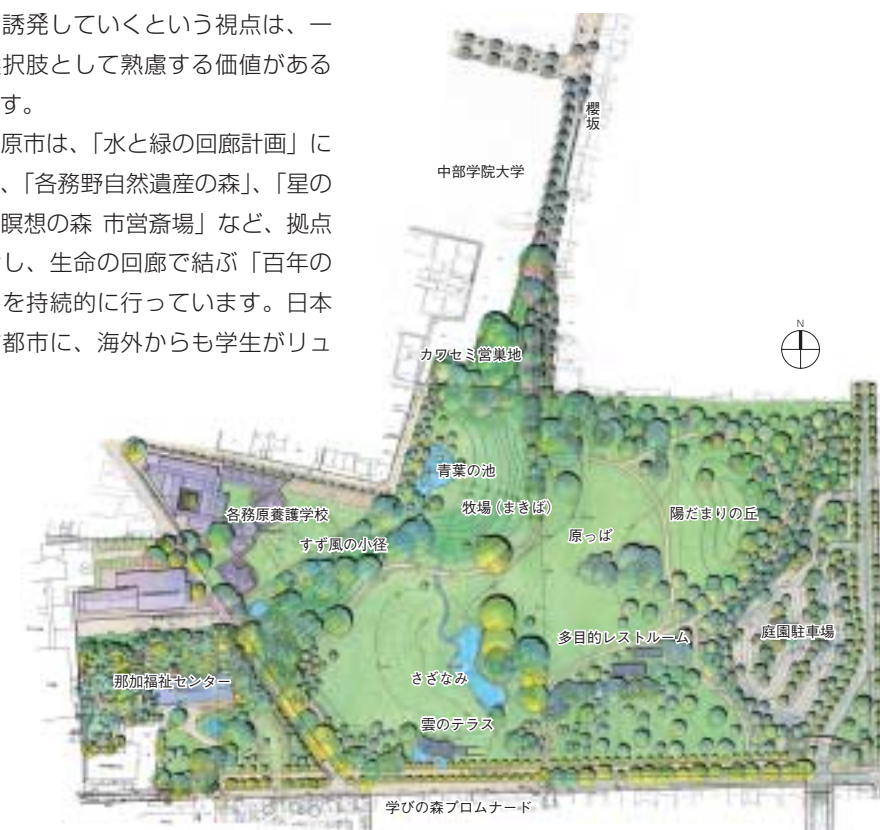 誘発していくという視点は、一
択肢として熟慮する価値がある
す。
原市は、「水と緑の回廊計画」に
、「各務野自然遺産の森」、「星の
瞑想の森 市営斎場」など、拠点
し、生命の回廊で結ぶ「百年の
を持続的に行っています。日本
都市に、海外からも学生がリュ
櫻坂
中部学院大学
N
カワセミ営巣地
青葉の池
牧場（まきば）
各務原養護学校
すず風の小径
原っぱ
陽だまりの丘
多目的レストルーム
庭園駐車場
那加福祉センター
さざなみ
雲のテラス
学びの森プロムナード